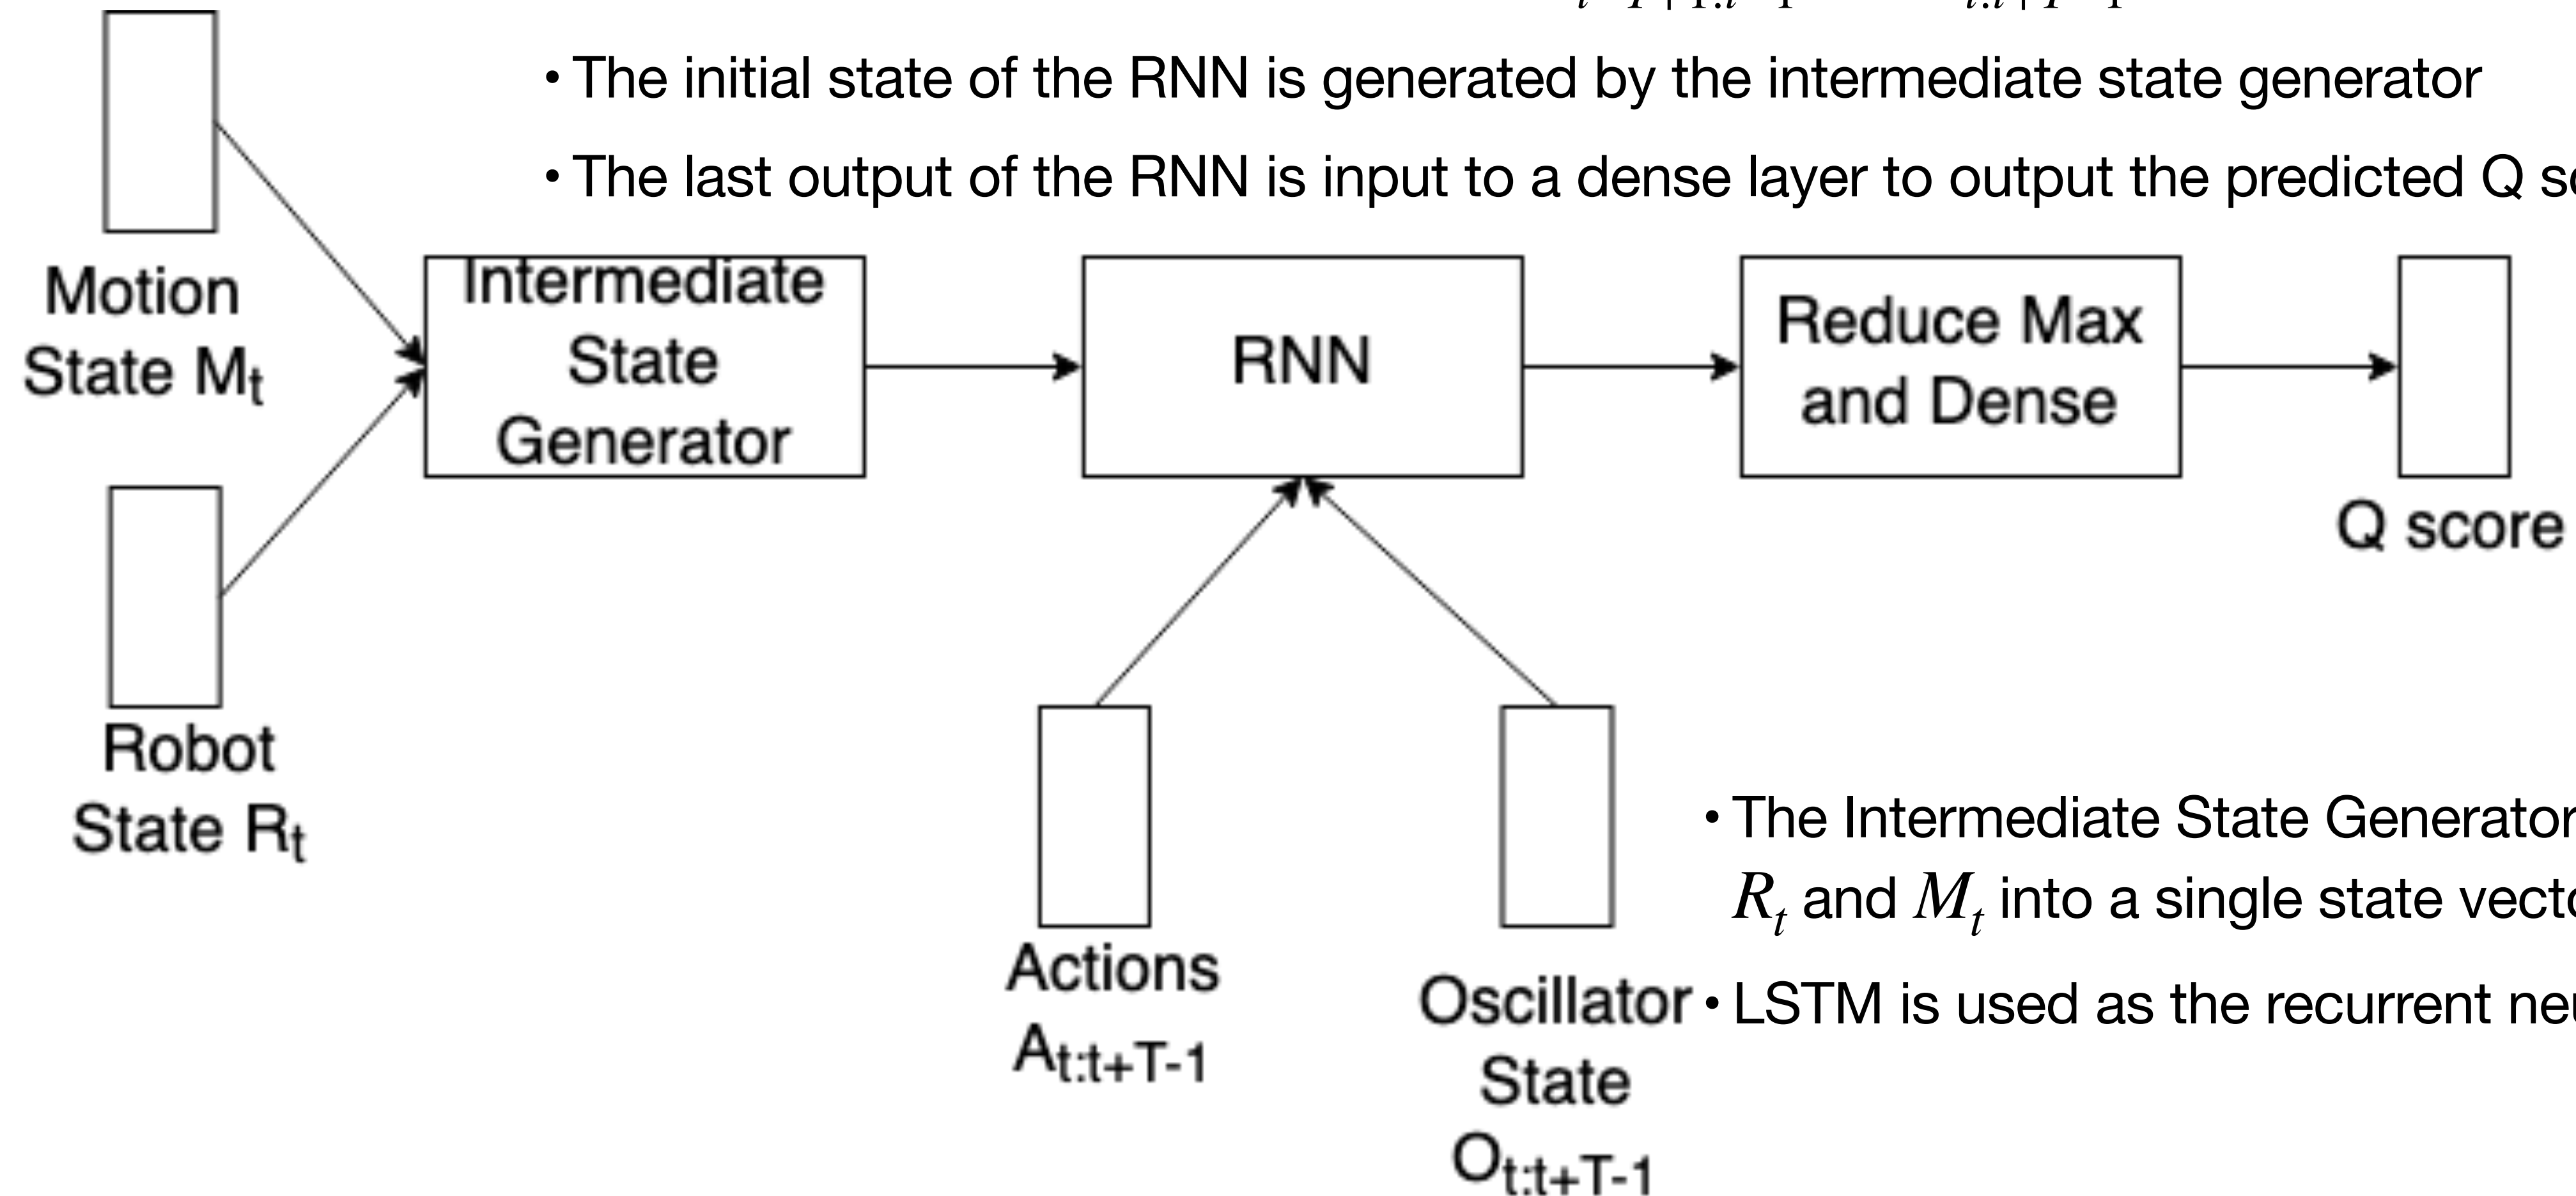 • The initial state of the RNN is generated by the intermediate state generator
• The last output of the RNN is input to a dense layer to output the predicted Q
Motion
State Mt
Intermediate
State
Generator
RNN
Reduce Max
and Dense
Q score
Robot
State Rt
Actions
At:t+T-1
Oscillator
State
Ot:t+T-1
• The Intermediate State Generator
Rt and Mt into a single state
• LSTM is used as the recurrent